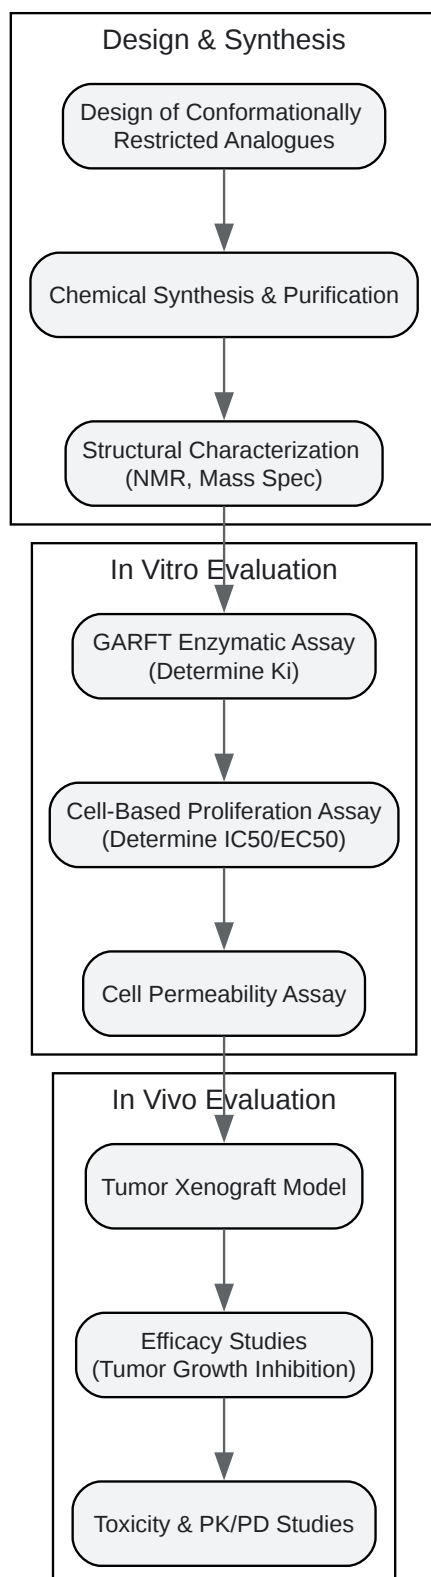 Design & Synthesis
Design of Conformationally
Restricted Analogues
Chemical Synthesis & Purification
Structural Characterization
(NMR, Mass Spec)
In Vitro Evaluation
GARFT Enzymatic Assay
(Determine Ki)
Cell-Based Proliferation Assay
(Determine IC50/EC50)
Cell Permeability Assay
In Vivo Evaluation
Tumor Xenograft Model
Efficacy Studies
(Tumor Growth Inhibition)
Toxicity & PK/PD Studies